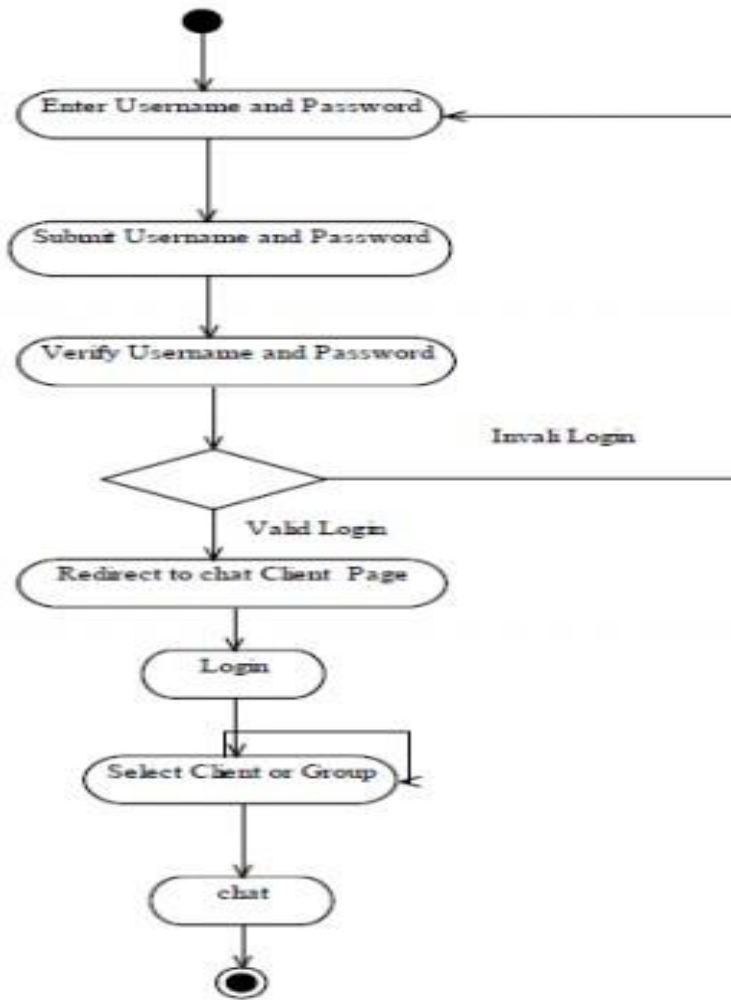 Enter Username and Password
Submit Username and Password
Verify Username and Password
Invali Login
Valid Login
Redirect to chat Client Page
Login
Select Client or Group
chat